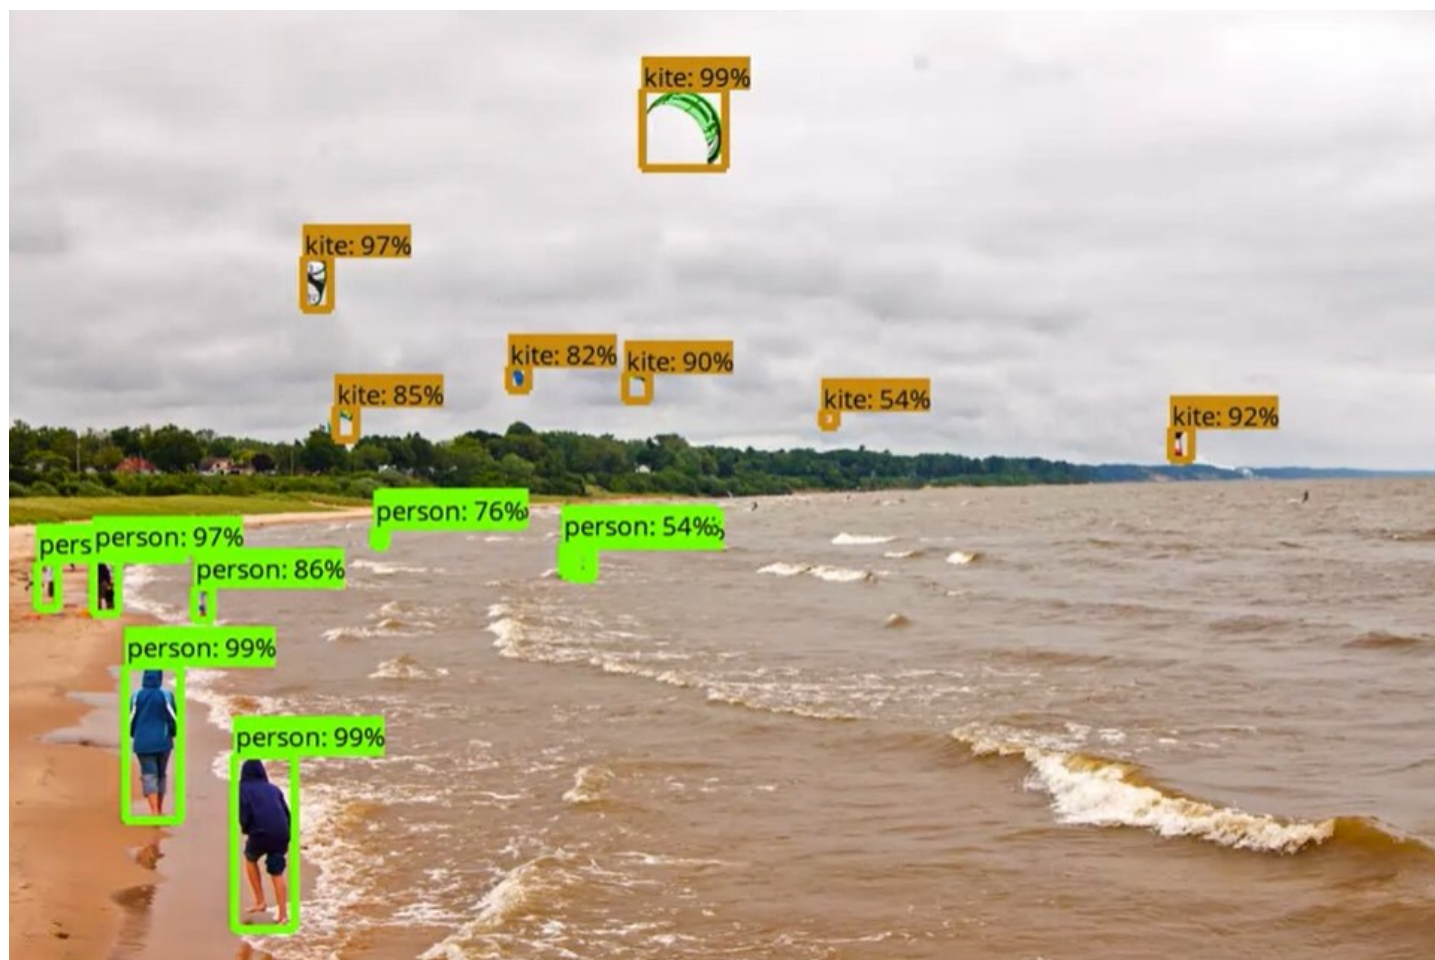 kite: 99%
kite: 97%
kite: 82%
kite: 90%
kite: 85%
kite: 54%
kite: 92%
person: 76%
person: 54%
pers
person: 97%
person: 86%
person: 99%
person: 99%